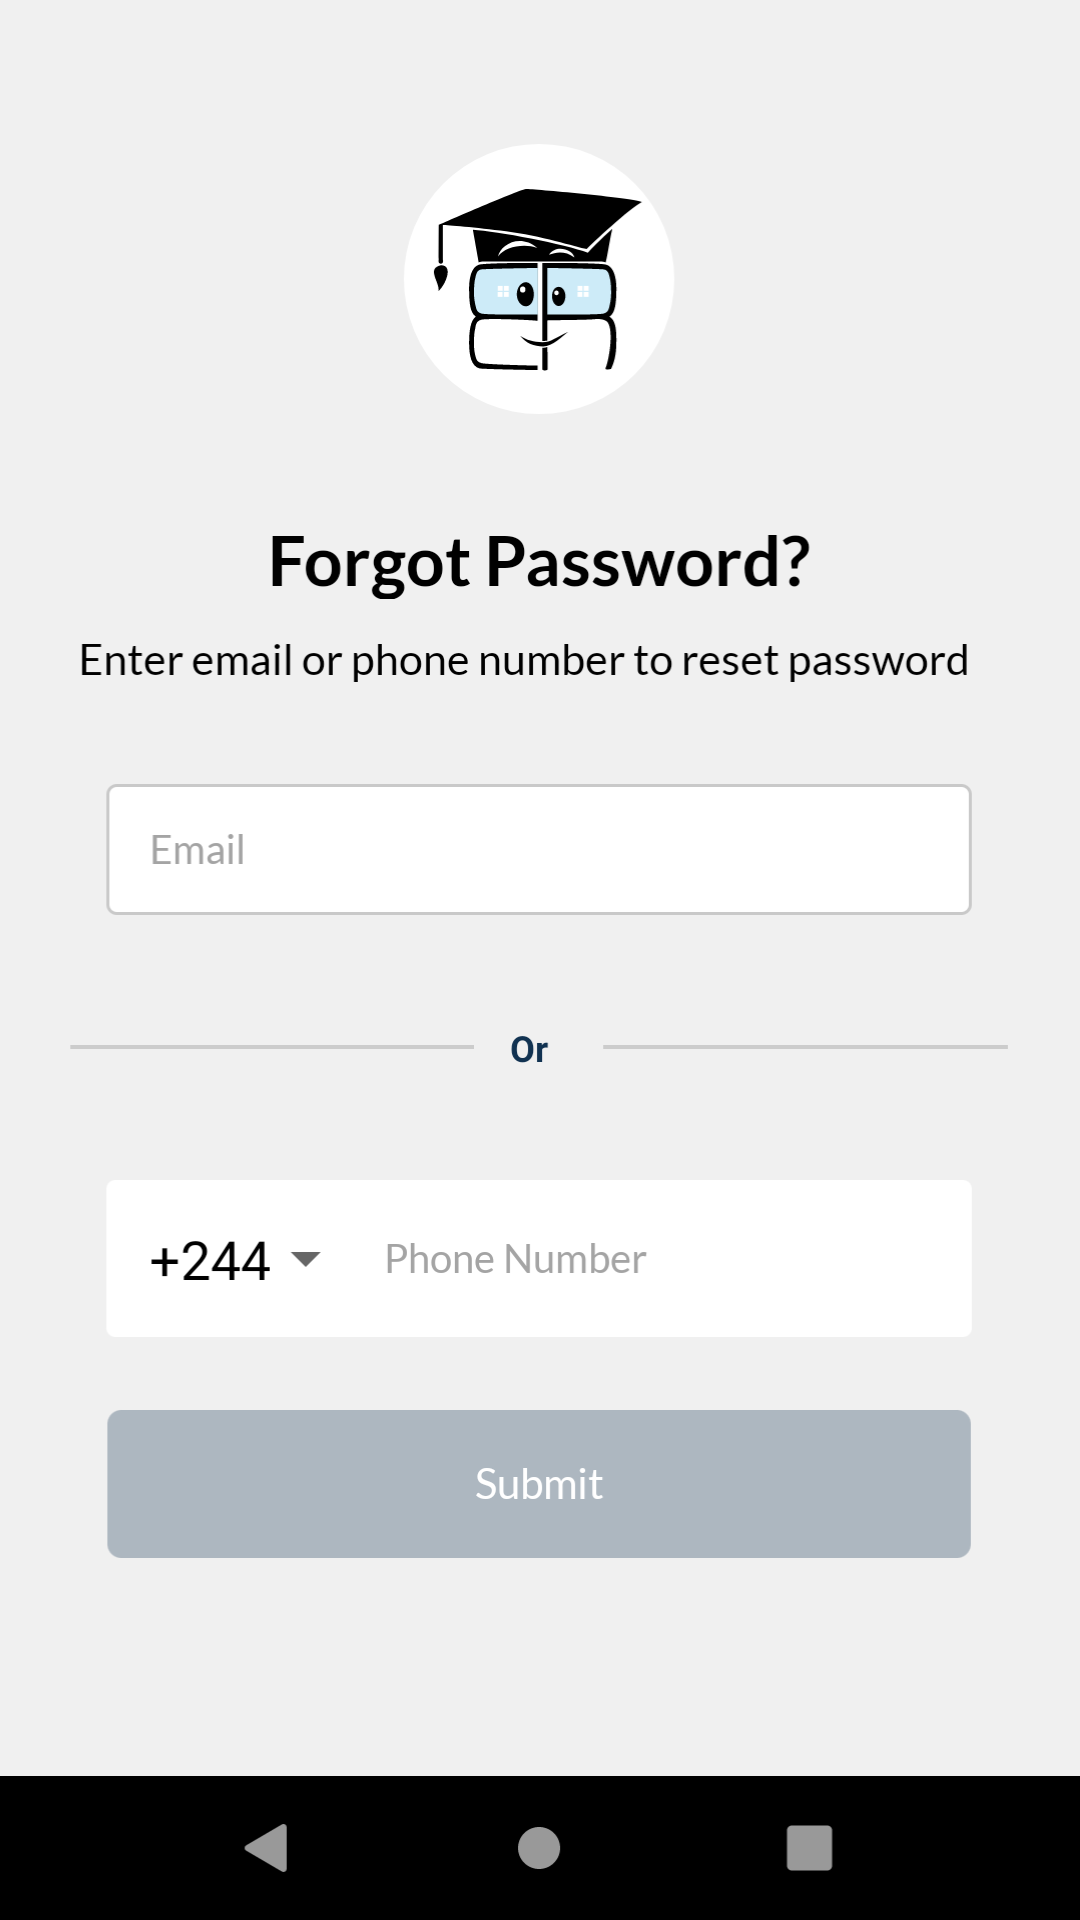 Forgot Password?
Enter email or phone number to reset password
Email
Or
+244 Phone Number
Submit